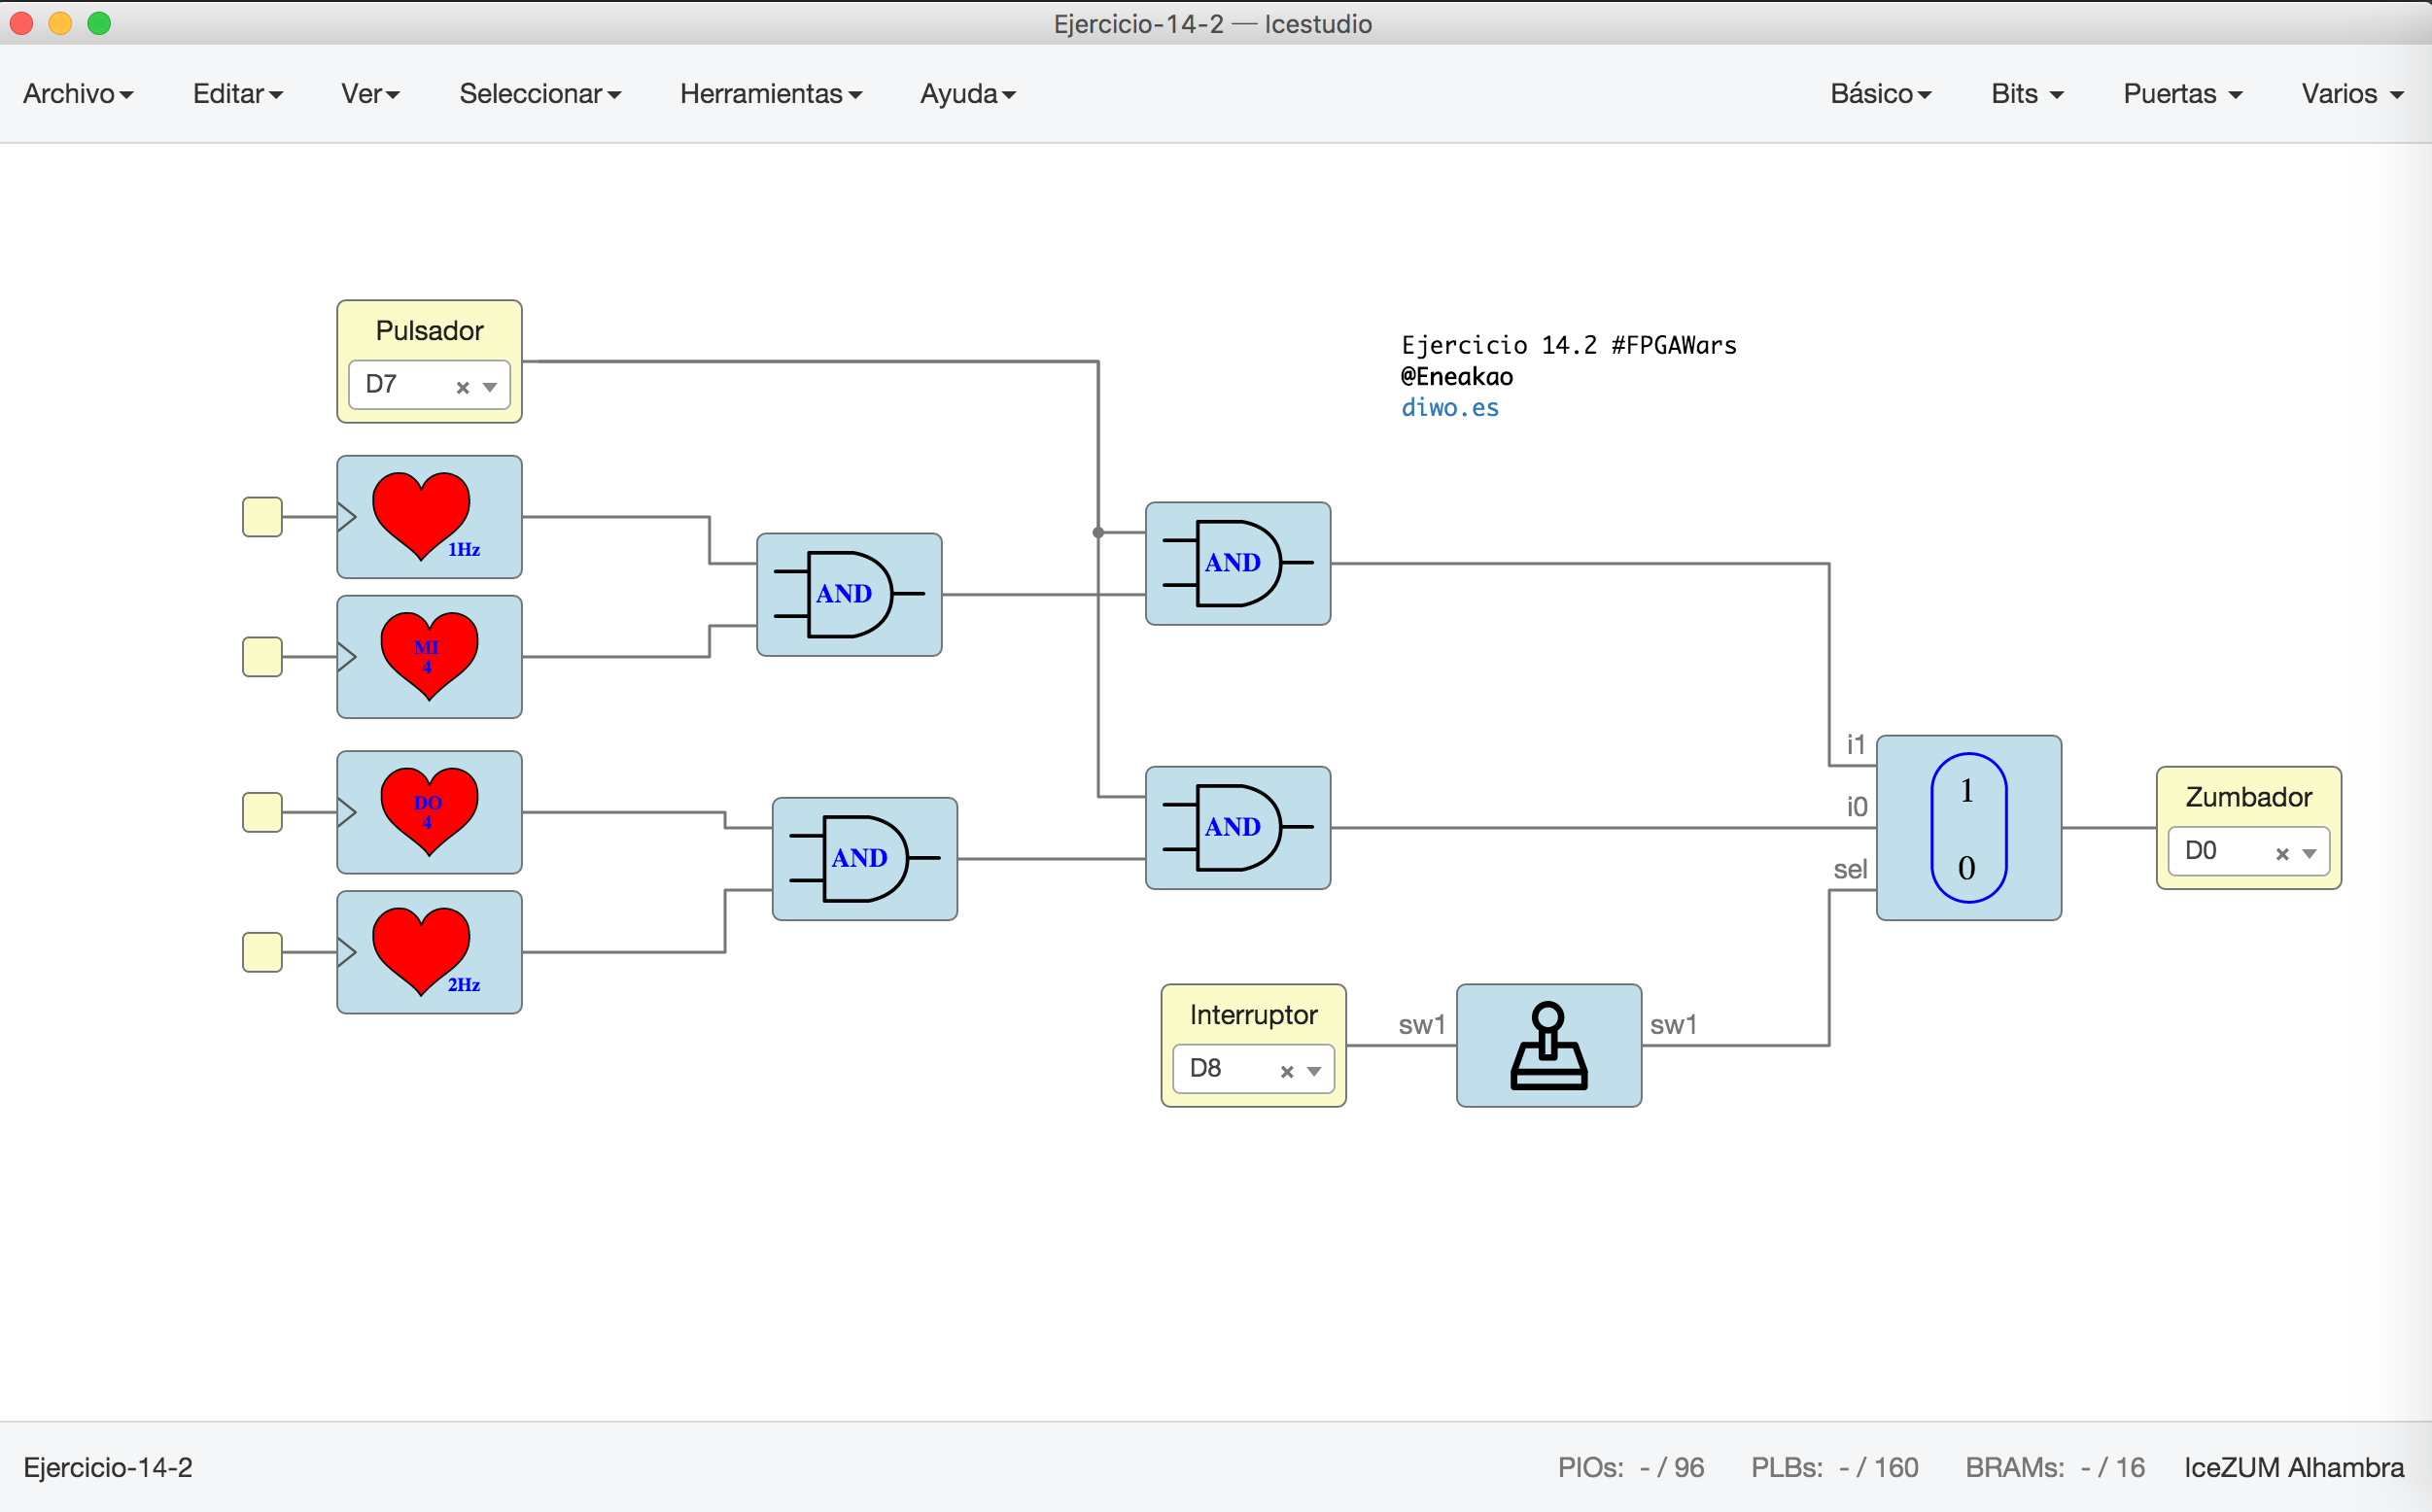 Ejercicio-14-2 — Icestudio
Archivo Editar Ver Seleccionar Herramientas Ayuda Básico Bits Puertas Varios
Pulsador
D7
Ejercicio 14.2 #FPGAWars
@Eneakao
diwo.es
1Hz
AND
AND
MI
4
DO
4
AND
AND
2Hz
i1
i0
sel
1
0
Zumbador
D0
Interruptor
D8
sw1
sw1
Ejercicio-14-2 PIOs: - / 96 PLBs: - / 160 BRAMs: - / 16 IceZUM Alhambra